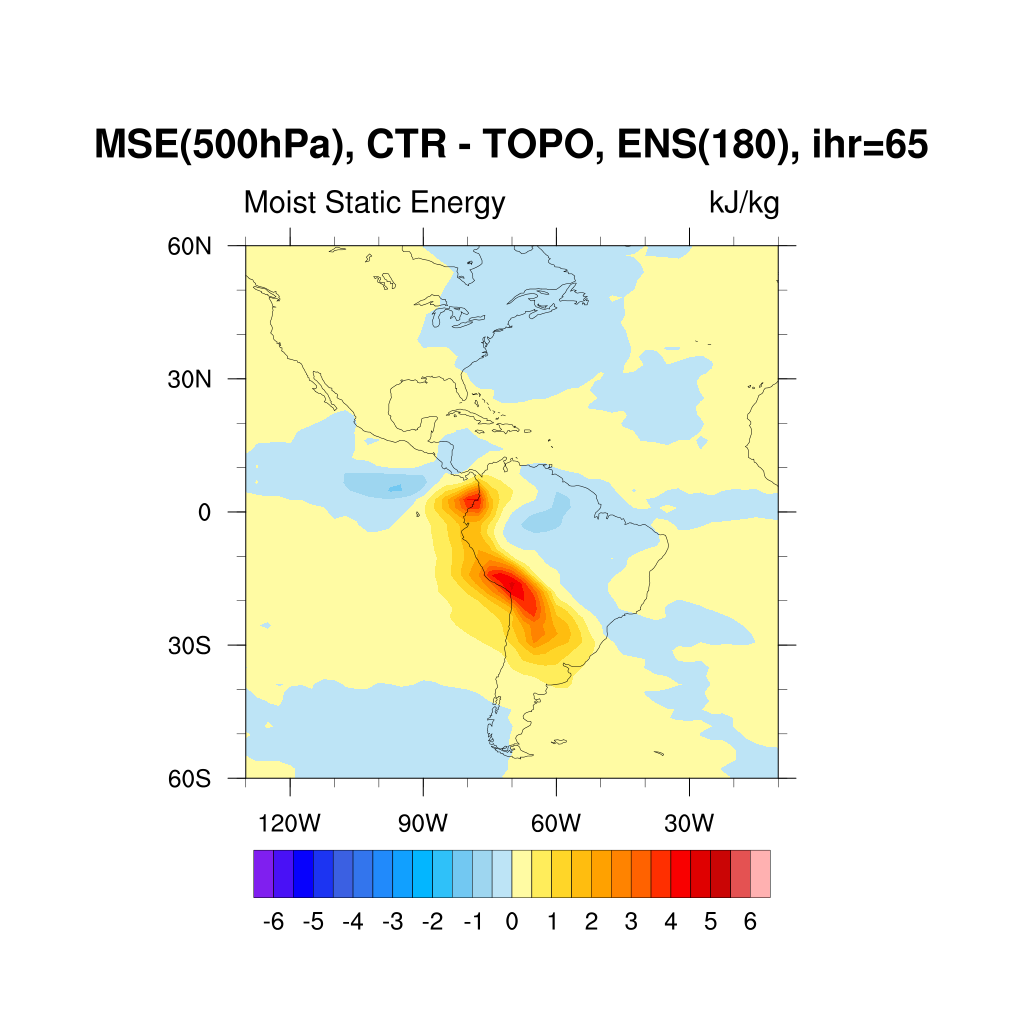 MSE(500hPa), CTR - TOPO, ENS(180), ihr=65
Moist Static Energy kJ/kg
60N
30N
0
30S
60S
120W 90W 60W 30W
-6 -5 -4 -3 -2 -1 0 1 2 3 4 5 6